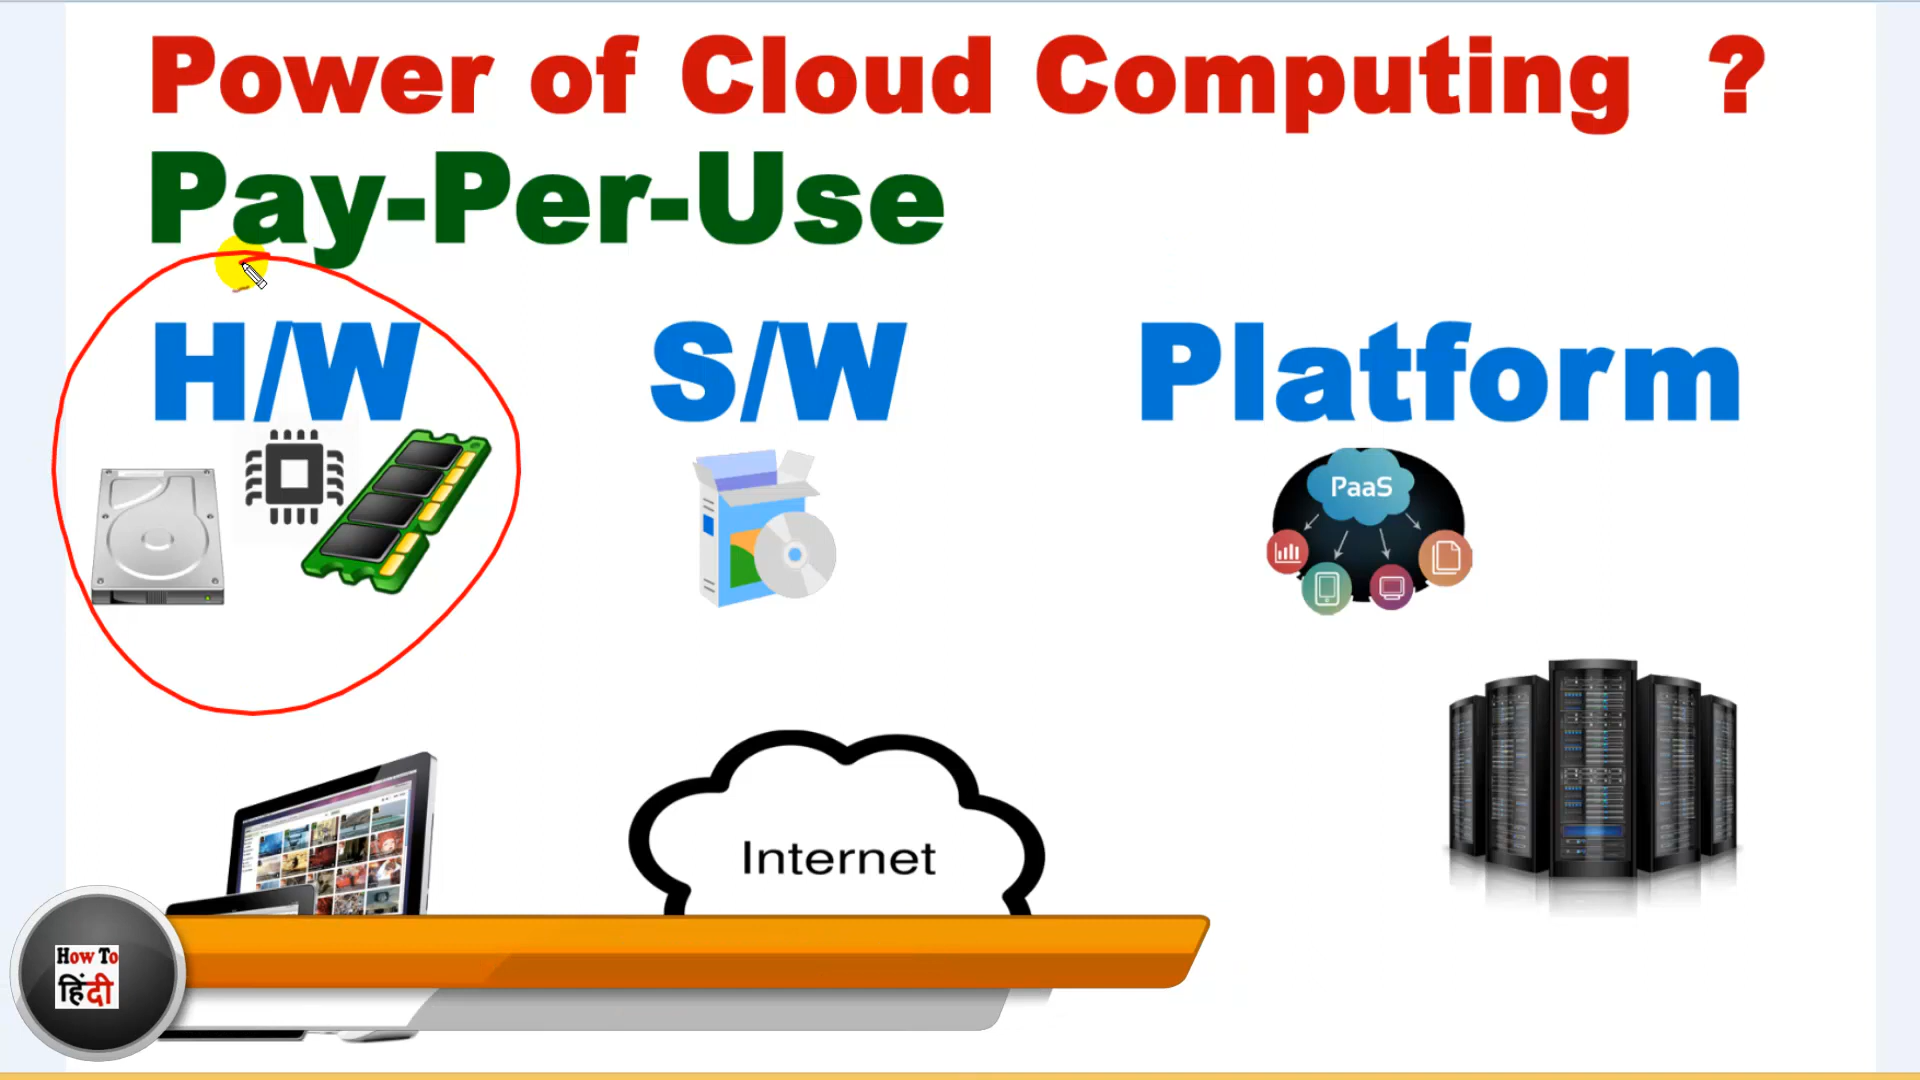 Power of Cloud Computing ?
Pay-Per-Use
H/W S/W Platform
PaaS
Internet
How To
हिंदी